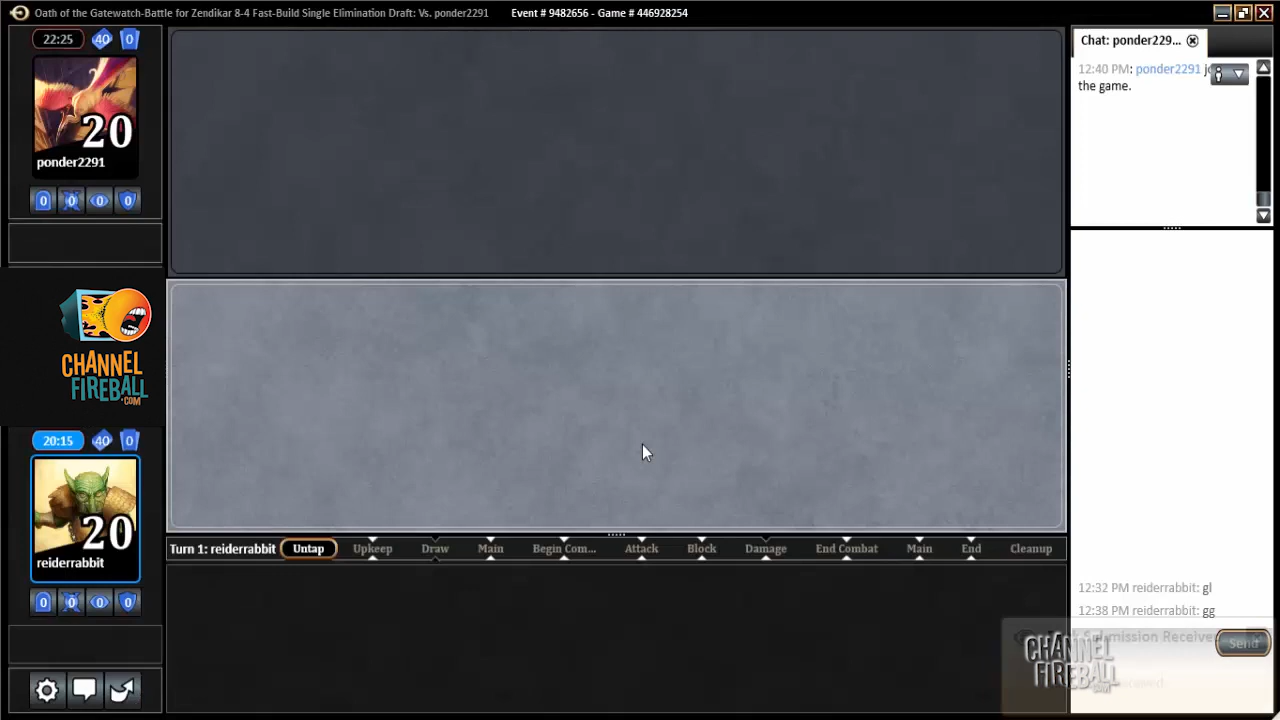 Oath of the Gatewatch-Battle for Zendikar 8-4 Fast-Build Single Elimination Draft: Vs. ponder2291 Event # 9482656 - Game # 446928254
22:25 40 0
20
ponder2291
0 0 0 0
CHANNEL
FIREBALL
.COM
20:15 40 0
20
reiderrabbit
0 0 0 0
Turn 1: reiderrabbit Untap Upkeep Draw Main Begin Com... Attack Block Damage End Combat Main End Cleanup
Chat: ponder229...
12:40 PM: ponder2291
the game.
12:32 PM reiderrabbit: gl
12:38 PM reiderrabbit: gg
Submission Receive
Send
CHANNEL
FIREBALL
.COM